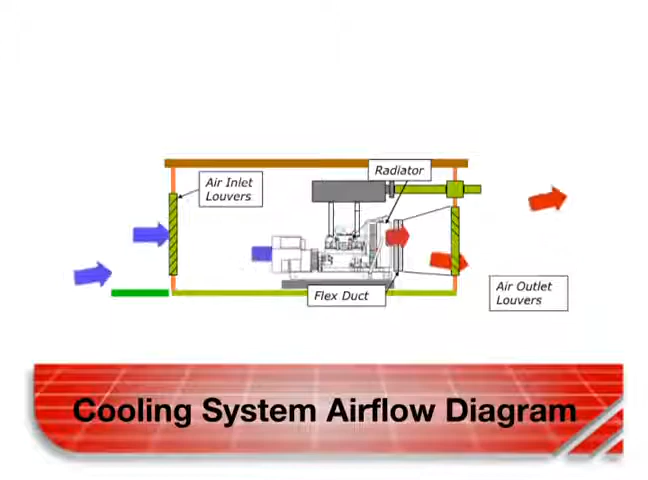 Radiator
Air Inlet
Louvers
Flex Duct
Air Outlet
Louvers
Cooling System Airflow Diagram